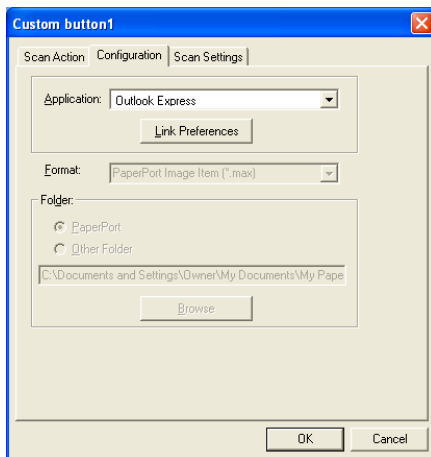 Custom button1
Scan Action Configuration Scan Settings
Application: Outlook Express
Link Preferences
Format: PaperPort Image Item (*.max)
Folder:
PaperPort
Other Folder
C:\Documents and Settings\Owner\My Documents\My Pape
Browse
OK Cancel